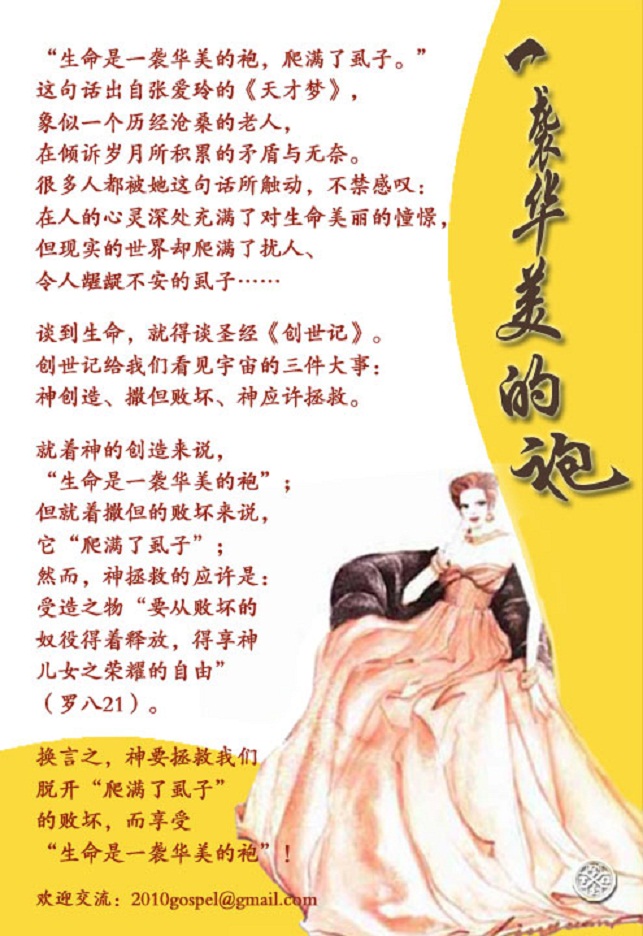 一袭华美的袍
“生命是一袭华美的袍，爬满了虱子。”
这句话出自张爱玲的《天才梦》，
象似一个历经沧桑的老人，
在倾诉岁月所积累的矛盾与无奈。
很多人都被她这句话所触动，不禁感叹：
在人的心灵深处充满了对生命美丽的憧憬，
但现实的世界却爬满了扰人、
令人龌龊不安的虱子……
谈到生命，就得谈圣经《创世记》。
创世记给我们看见宇宙的三件大事：
神创造、撒但败坏、神应许拯救。
就着神的创造来说，
“生命是一袭华美的袍”；
但就着撒但的败坏来说，
它“爬满了虱子”；
然而，神拯救的应许是：
受造之物“要从败坏的
奴役得着释放，得享神
儿女之荣耀的自由”
（罗八21）。
换言之，神要拯救我们
脱开“爬满了虱子”
的败坏，而享受
“生命是一袭华美的袍”！
欢迎交流：2010gospel@gmail.com